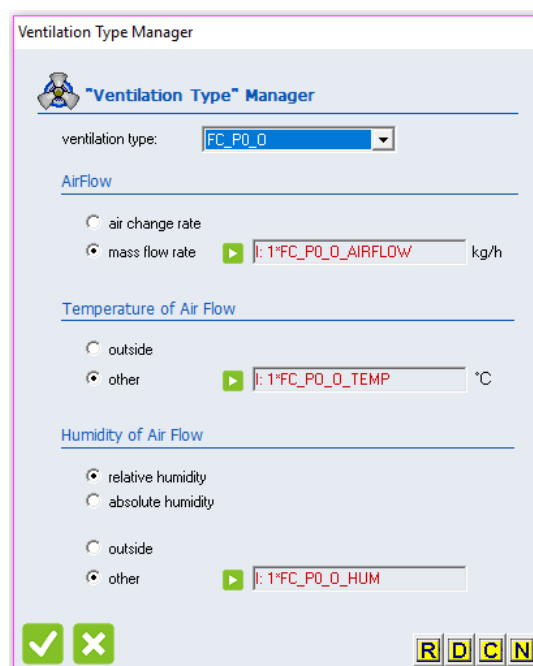 Ventilation Type Manager
"Ventilation Type" Manager
ventilation type: FC_P0_O
AirFlow
air change rate
mass flow rate I: 1*FC_P0_O_AIRFLOW kg/h
Temperature of Air Flow
outside
other I: 1*FC_P0_O_TEMP °C
Humidity of Air Flow
relative humidity
absolute humidity
outside
other I: 1*FC_P0_O_HUM
R D C N